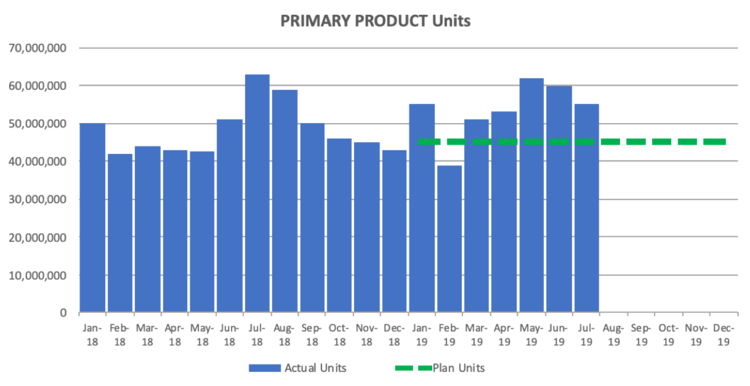 PRIMARY PRODUCT Units
70,000,000
60,000,000
50,000,000
40,000,000
30,000,000
20,000,000
10,000,000
0
Jan- Feb- Mar- Apr- May- Jun- Jul- Aug- Sep- Oct- Nov- Dec- Jan- Feb- Mar- Apr- May- Jun- Jul- Aug- Sep- Oct- Nov- Dec-
18 18 18 18 18 18 18 18 18 18 18 18 19 19 19 19 19 19 19 19 19 19 19 19
Actual Units Plan Units